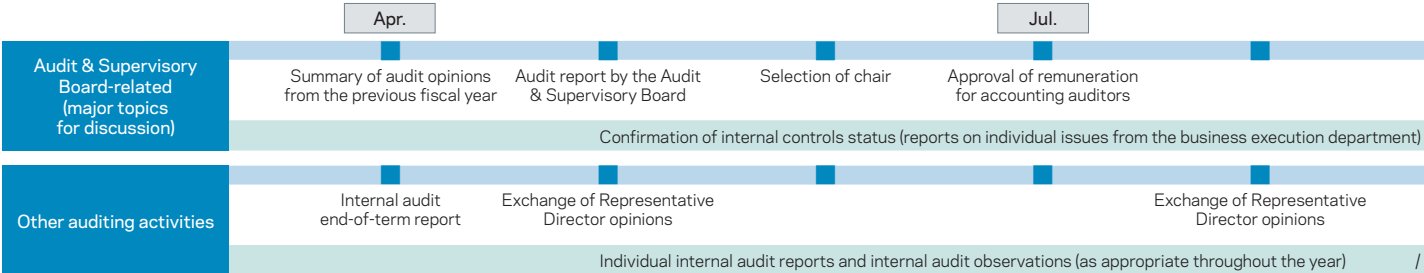 Apr.
Jul.
Audit & Supervisory
Board-related
(major topics
for discussion)
Summary of audit opinions
from the previous fiscal year
Audit report by the Audit
& Supervisory Board
Selection of chair
Approval of remuneration
for accounting auditors
Confirmation of internal controls status (reports on individual issues from the business execution department)
Other auditing activities
Internal audit
end-of-term report
Exchange of Representative
Director opinions
Exchange of Representative
Director opinions
Individual internal audit reports and internal audit observations (as appropriate throughout the year) /